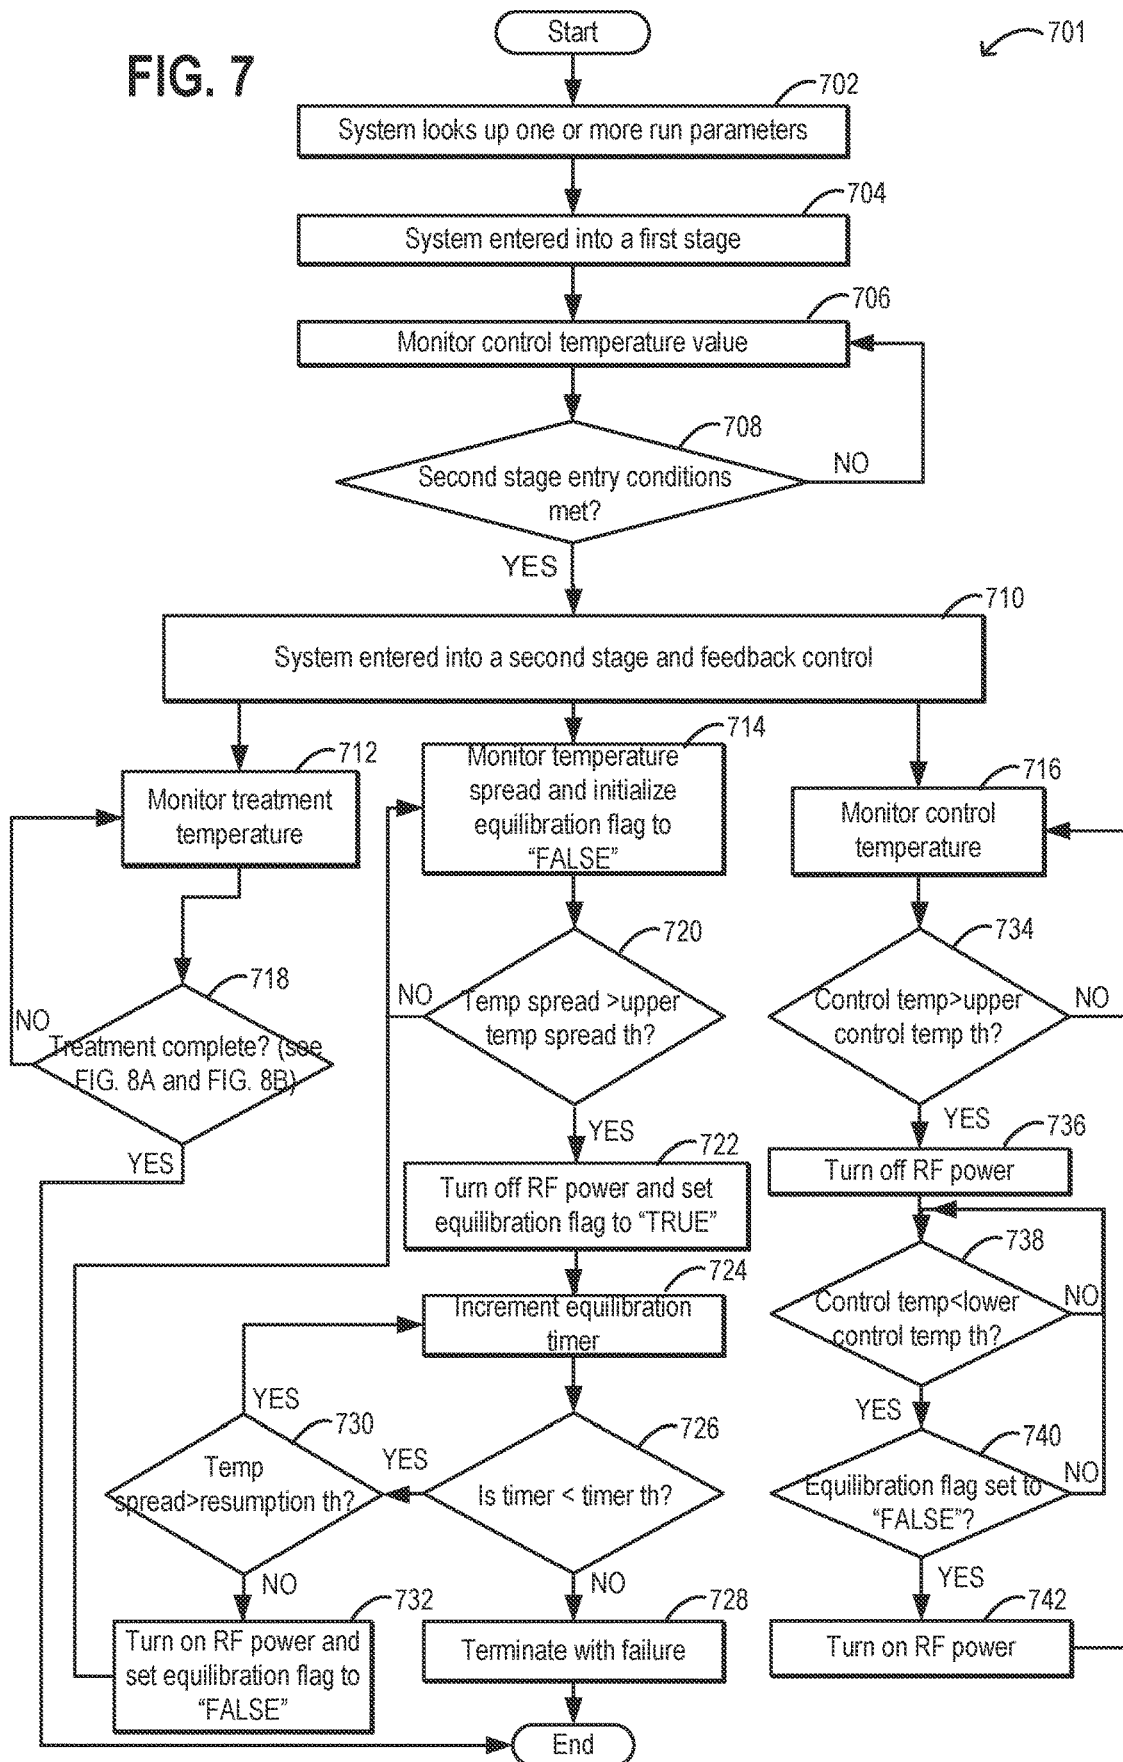 Start
701
FIG. 7
702
System looks up one or more run parameters
704
System entered into a first stage
706
Monitor control temperature value
708
Second stage entry conditions
met?
NO
YES
710
System entered into a second stage and feedback control
712
Monitor treatment
temperature
714
Monitor temperature
spread and initialize
equilibration flag to
“FALSE”
716
Monitor control
temperature
718
Treatment complete? (see
FIG. 8A and FIG. 8B)
NO
YES
720
Temp spread >upper
temp spread th?
NO
YES
734
Control temp>upper
control temp th?
NO
YES
722
Turn off RF power and set
equilibration flag to “TRUE”
736
Turn off RF power
724
Increment equilibration
timer
738
Control temp<lower
control temp th?
NO
YES
730
Temp
spread>resumption th?
YES
NO
726
Is timer < timer th?
YES
NO
740
Equilibration flag set to
“FALSE”?
NO
YES
732
Turn on RF power and
set equilibration flag to
“FALSE”
728
Terminate with failure
742
Turn on RF power
End